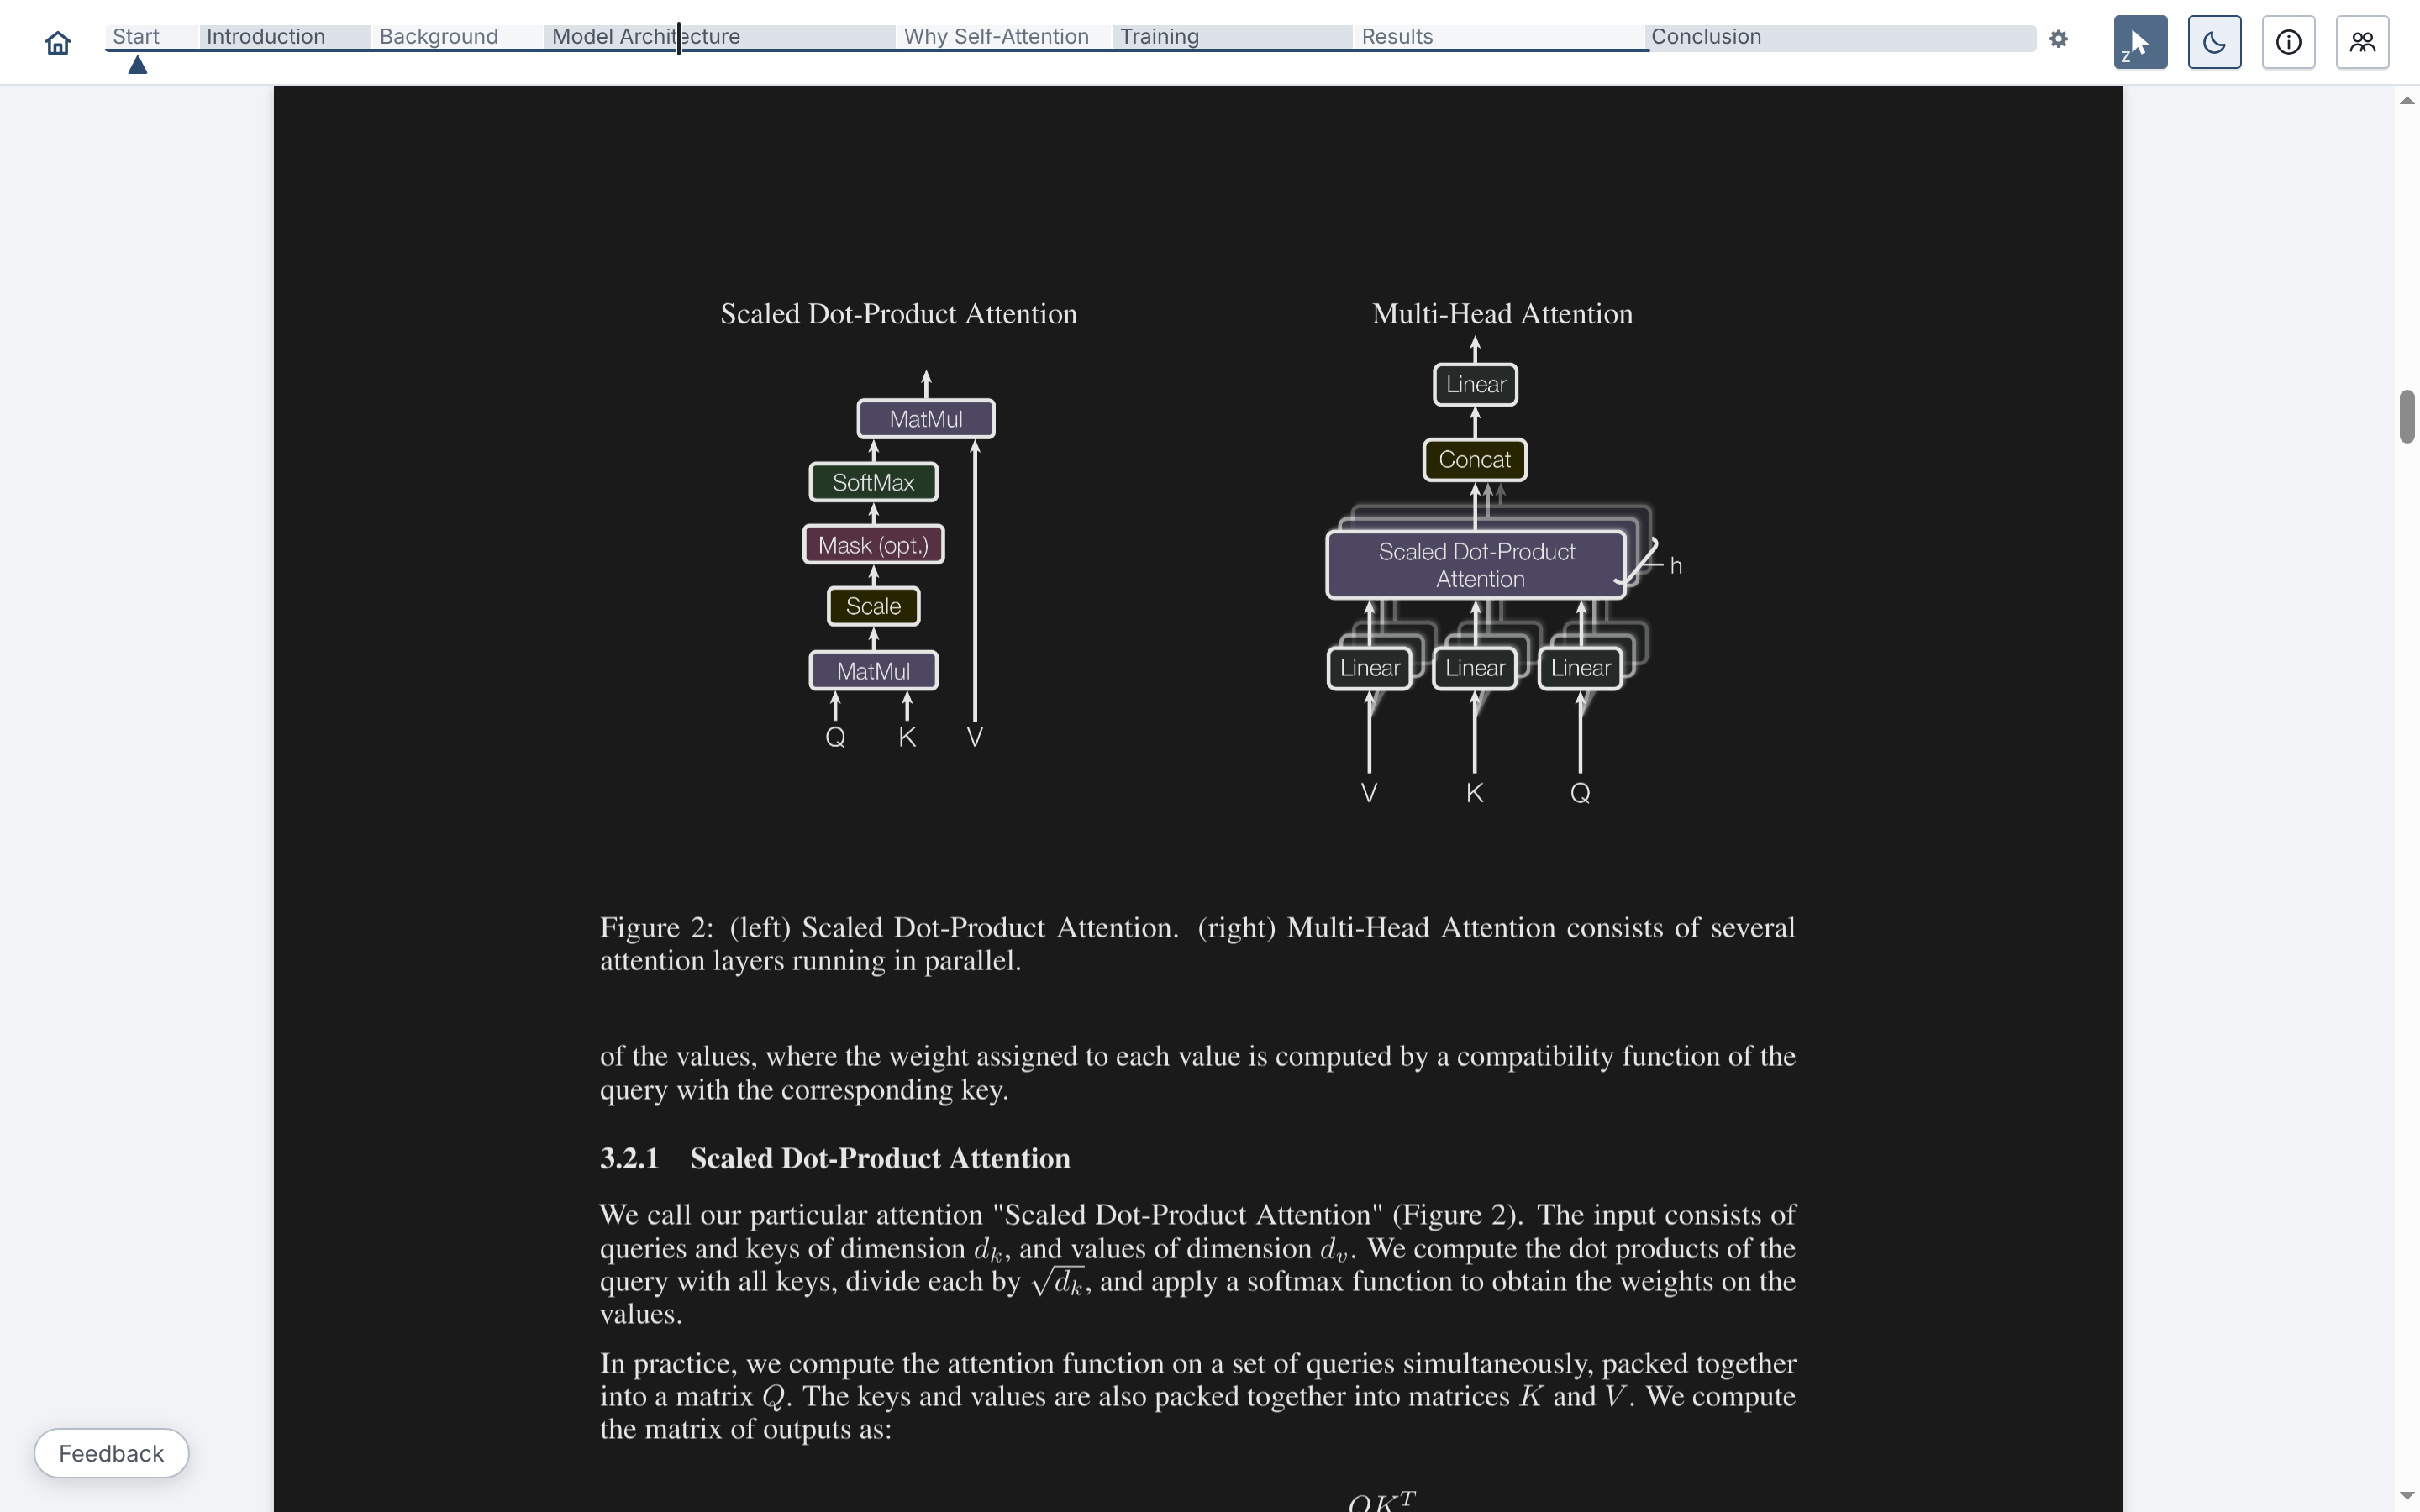 Start Introduction Background Model Architecture Why Self-Attention Training Results Conclusion
z
Scaled Dot-Product Attention
MatMul
SoftMax
Mask (opt.)
Scale
MatMul
Q K V
Multi-Head Attention
Linear
Concat
Scaled Dot-Product
Attention
h
Linear Linear Linear
V K Q
Figure 2: (left) Scaled Dot-Product Attention. (right) Multi-Head Attention consists of several
attention layers running in parallel.
of the values, where the weight assigned to each value is computed by a compatibility function of the
query with the corresponding key.
3.2.1 Scaled Dot-Product Attention
We call our particular attention "Scaled Dot-Product Attention" (Figure 2). The input consists of
queries and keys of dimension d_k, and values of dimension d_v. We compute the dot products of the
query with all keys, divide each by √d_k, and apply a softmax function to obtain the weights on the
values.
In practice, we compute the attention function on a set of queries simultaneously, packed together
into a matrix Q. The keys and values are also packed together into matrices K and V. We compute
the matrix of outputs as:
QK^T
Feedback